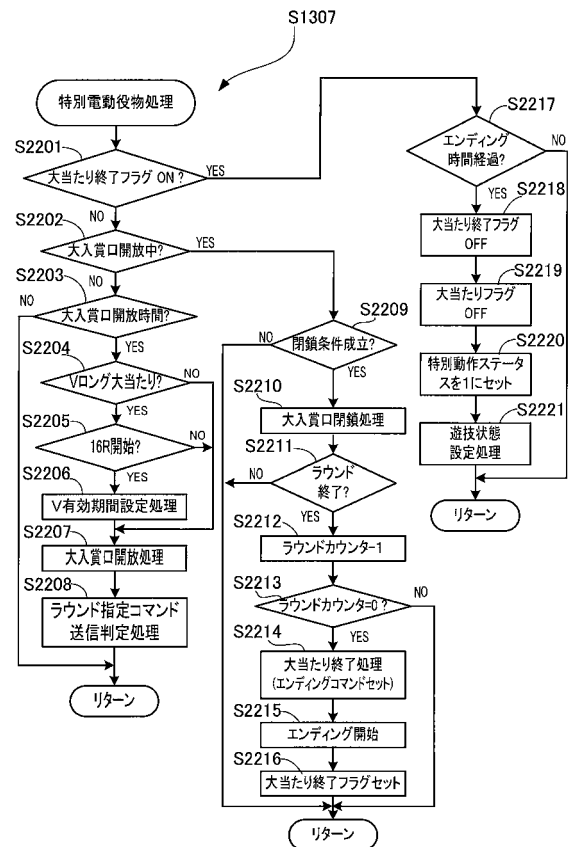 S1307
特別電動役物処理
S2201
大当たり終了フラグ ON ?
YES
NO
S2202
大入賞口開放中?
YES
NO
S2203
NO
大入賞口開放時間?
YES
S2204
Vロング大当たり?
NO
YES
S2205
16R開始?
NO
YES
S2206
V有効期間設定処理
S2207
大入賞口開放処理
S2208
ラウンド指定コマンド
送信判定処理
リターン
S2209
NO
閉鎖条件成立?
YES
S2210
大入賞口閉鎖処理
S2211
NO
ラウンド
終了?
YES
S2212
ラウンドカウンタ-1
S2213
NO
ラウンドカウンタ=0 ?
YES
S2214
大当たり終了処理
(エンディングコマンドセット)
S2215
エンディング開始
S2216
大当たり終了フラグセット
リターン
S2217
エンディング
時間経過?
NO
YES
S2218
大当たり終了フラグ
OFF
S2219
大当たりフラグ
OFF
S2220
特別動作ステータ
スを1にセット
S2221
遊技状態
設定処理
リターン